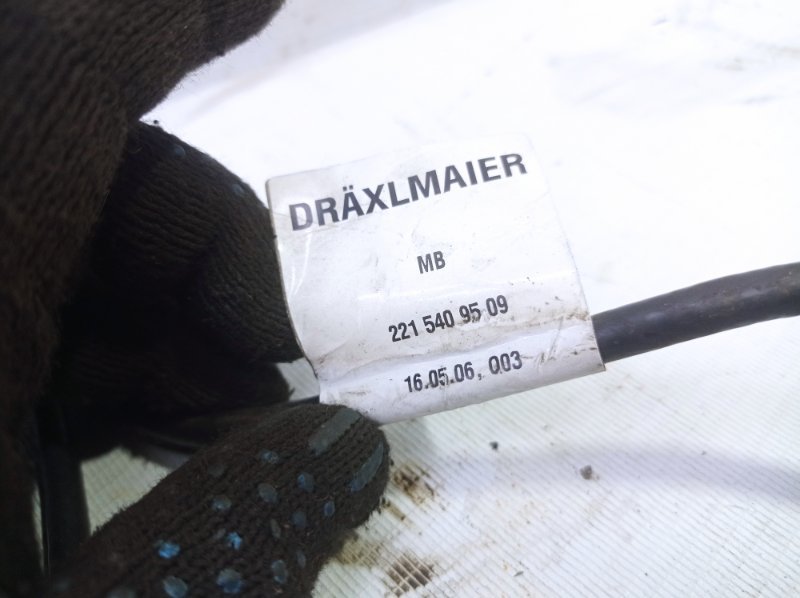 DRÄXLMAIER
MB
221 540 95 09
16.05.06, 003